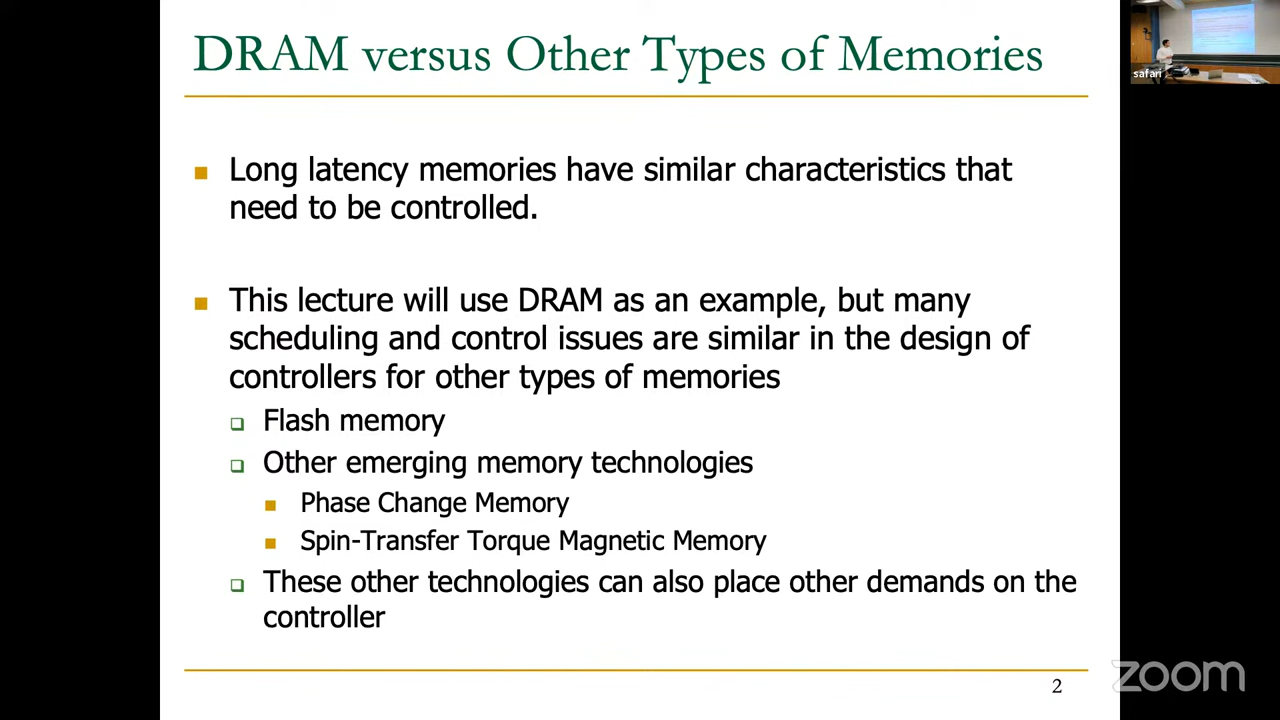 DRAM versus Other Types of Memories
safari
Long latency memories have similar characteristics that
need to be controlled.
This lecture will use DRAM as an example, but many
scheduling and control issues are similar in the design of
controllers for other types of memories
Flash memory
Other emerging memory technologies
Phase Change Memory
Spin-Transfer Torque Magnetic Memory
These other technologies can also place other demands on the
controller
2
zoom